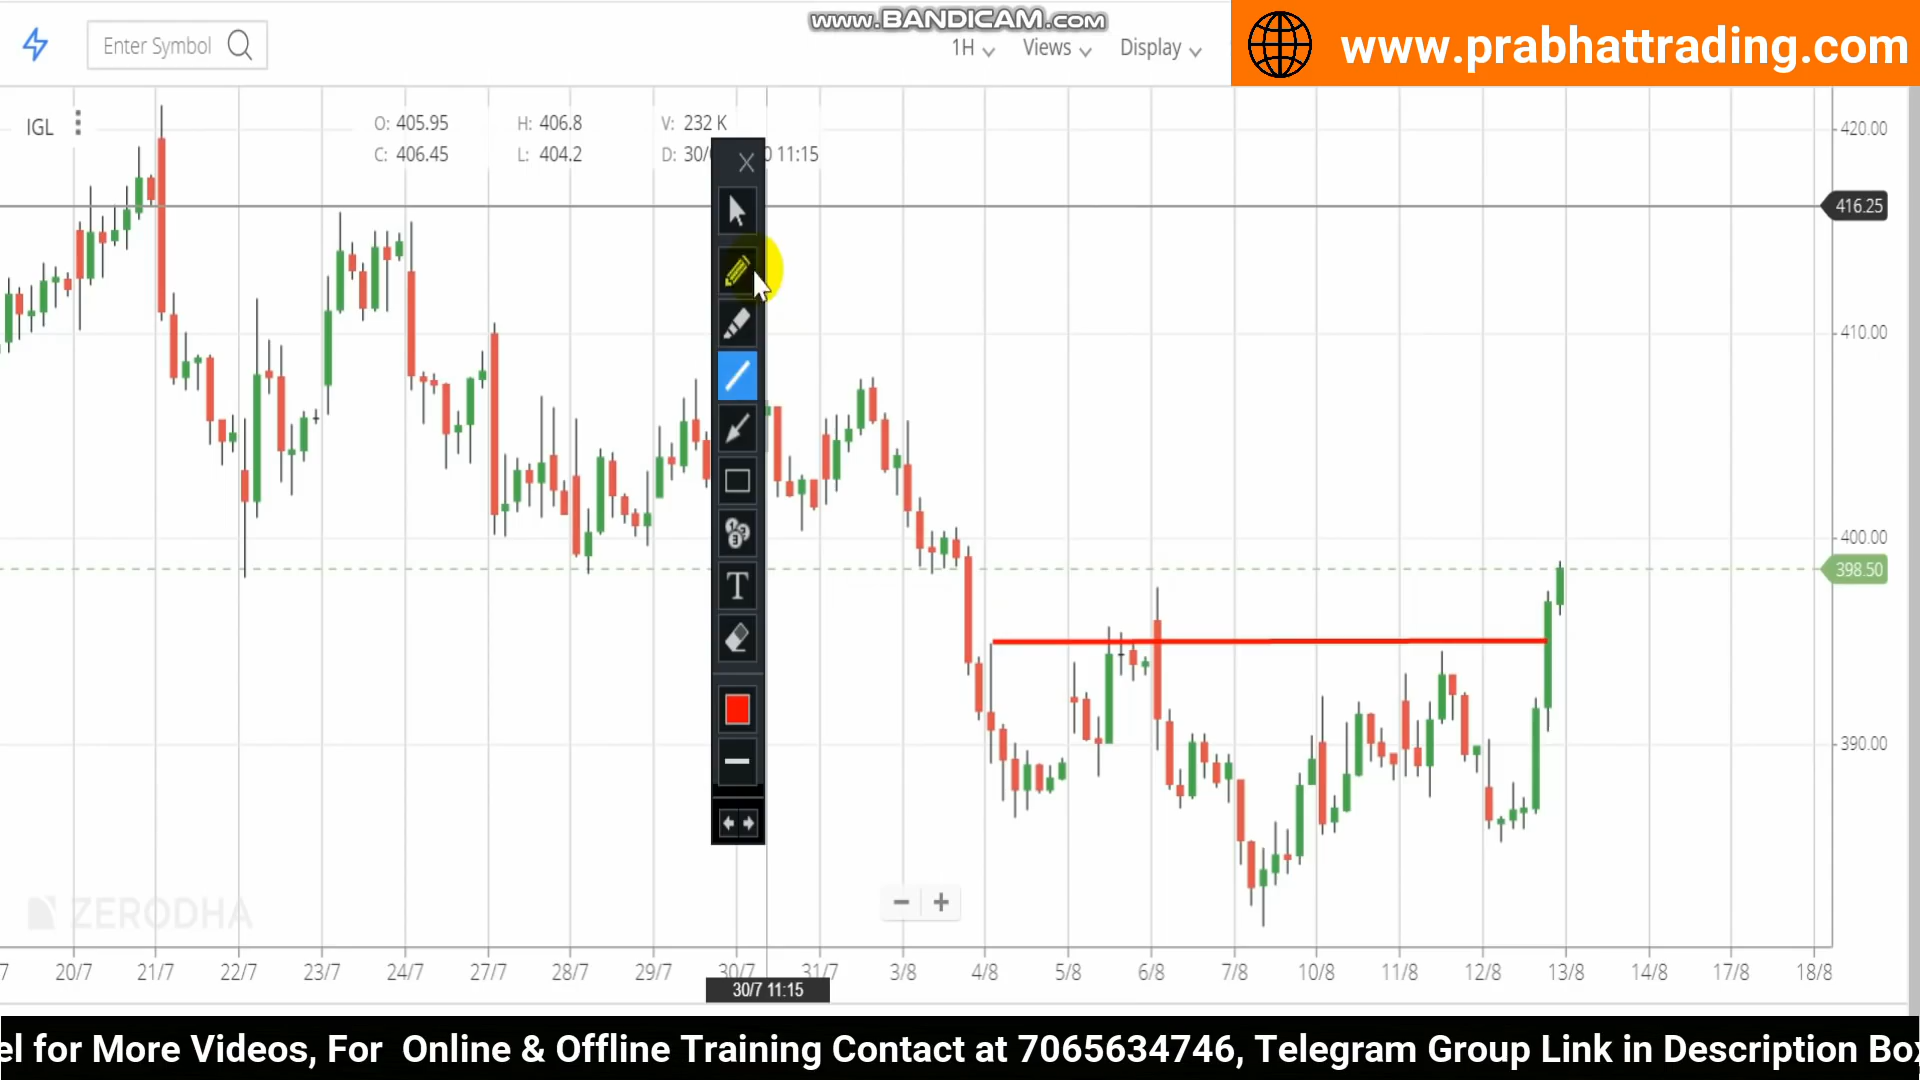 www.BANDICAM.com
Enter Symbol
1H
Views
Display
www.prabhattrading.com
IGL
O: 405.95
H: 406.8
V: 232 K
C: 406.45
L: 404.2
D: 30/
0 11:15
420.00
416.25
410.00
400.00
398.50
390.00
T
ZERODHA
7
20/7
21/7
22/7
23/7
24/7
27/7
28/7
29/7
30/7
31/7
3/8
4/8
5/8
6/8
7/8
10/8
11/8
12/8
13/8
14/8
17/8
18/8
30/7 11:15
el for More Videos, For Online & Offline Training Contact at 7065634746, Telegram Group Link in Description Box